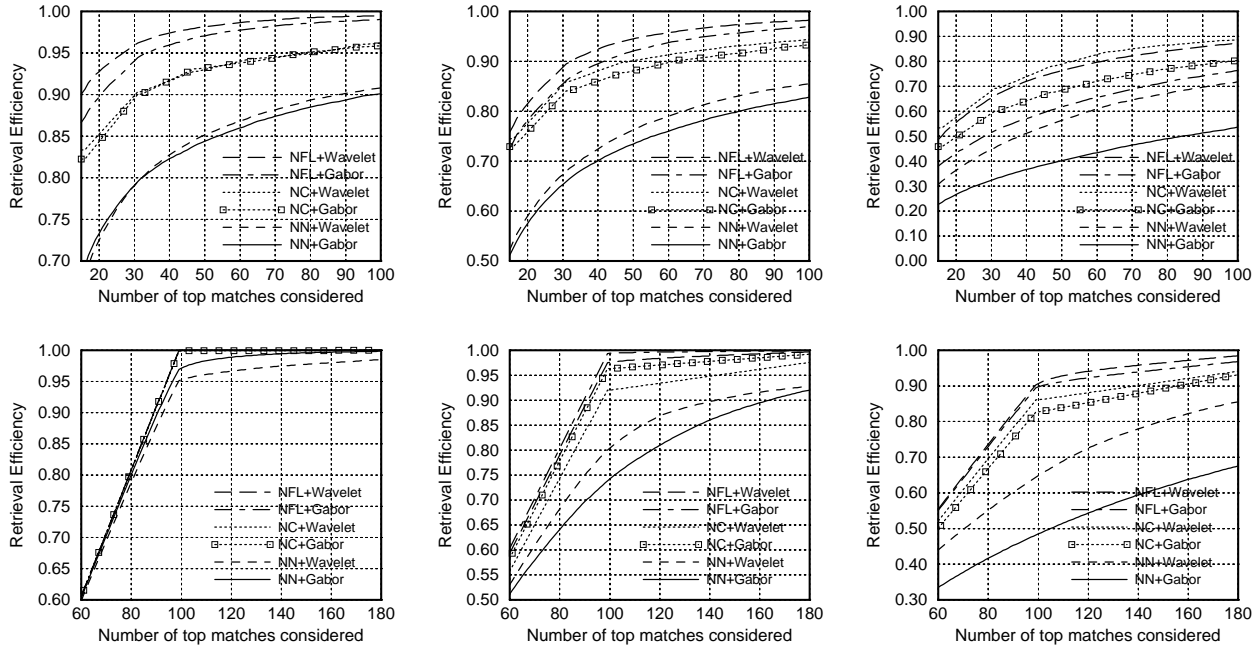 1.00
0.95
0.90
0.85
0.80
0.75
0.70
Retrieval Efficiency
NFL+Wavelet
NFL+Gabor
NC+Wavelet
NC+Gabor
NN+Wavelet
NN+Gabor
20 30 40 50 60 70 80 90 100
Number of top matches considered
1.00
0.90
0.80
0.70
0.60
0.50
Retrieval Efficiency
NFL+Wavelet
NFL+Gabor
NC+Wavelet
NC+Gabor
NN+Wavelet
NN+Gabor
20 30 40 50 60 70 80 90 100
Number of top matches considered
1.00
0.90
0.80
0.70
0.60
0.50
0.40
0.30
0.20
0.10
0.00
Retrieval Efficiency
NFL+Wavelet
NFL+Gabor
NC+Wavelet
NC+Gabor
NN+Wavelet
NN+Gabor
20 30 40 50 60 70 80 90 100
Number of top matches considered
1.00
0.95
0.90
0.85
0.80
0.75
0.70
0.65
0.60
Retrieval Efficiency
NFL+Wavelet
NFL+Gabor
NC+Wavelet
NC+Gabor
NN+Wavelet
NN+Gabor
60 80 100 120 140 160 180
Number of top matches considered
1.00
0.95
0.90
0.85
0.80
0.75
0.70
0.65
0.60
0.55
0.50
Retrieval Efficiency
NFL+Wavelet
NFL+Gabor
NC+Wavelet
NC+Gabor
NN+Wavelet
NN+Gabor
60 80 100 120 140 160 180
Number of top matches considered
1.00
0.90
0.80
0.70
0.60
0.50
0.40
0.30
Retrieval Efficiency
NFL+Wavelet
NFL+Gabor
NC+Wavelet
NC+Gabor
NN+Wavelet
NN+Gabor
60 80 100 120 140 160 180
Number of top matches considered